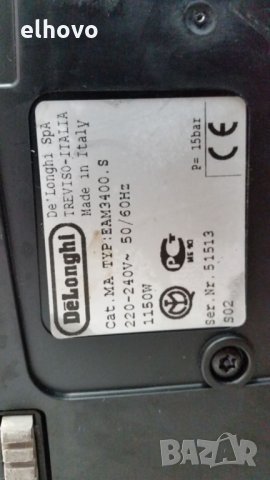 elhovo
DeLonghi
De'Longhi SpA
TREVISO-ITALIA
Made in Italy
Cat.MA TYP:EAM3400.S
220-240V~ 50/60Hz
1150W
P= 15bar
CE
Ser.Nr.51513
S02
BAZAR